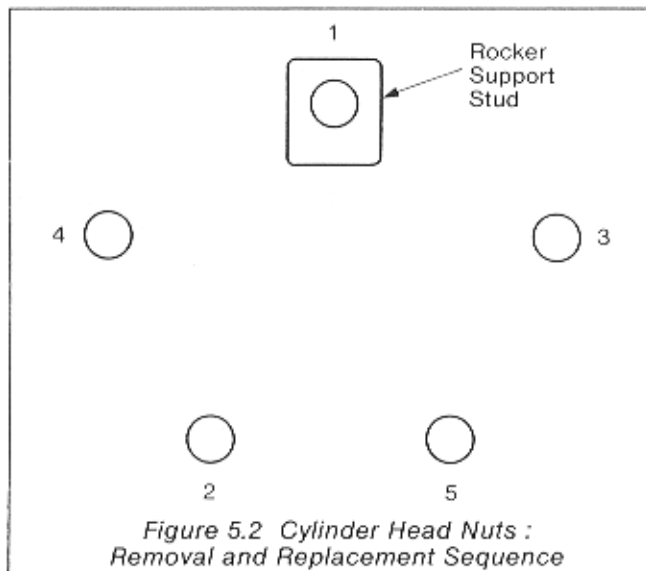 1
Rocker
Support
Stud
4
3
2
5
Figure 5.2 Cylinder Head Nuts :
Removal and Replacement Sequence